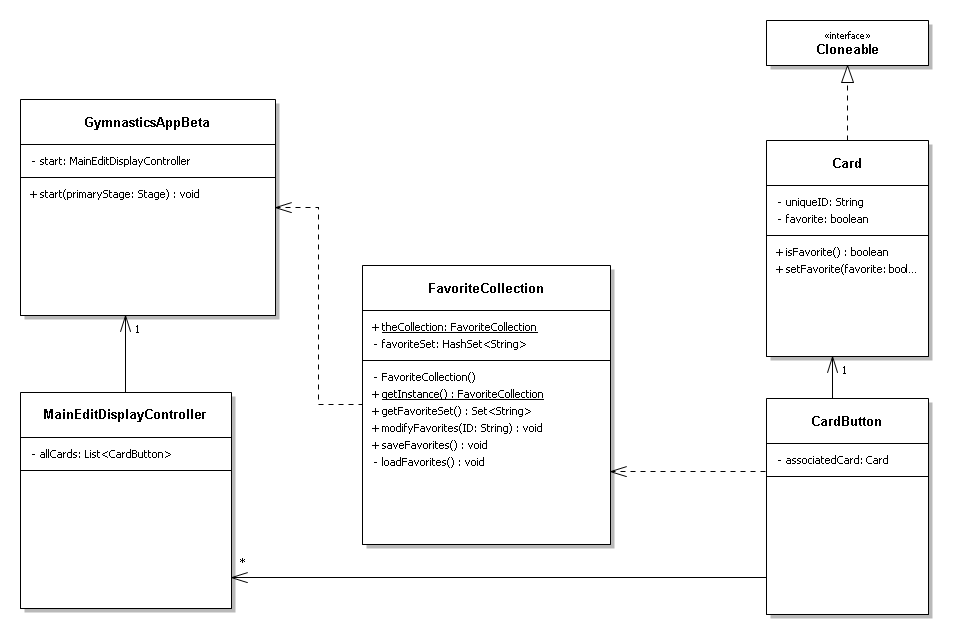 «interface»
Cloneable
GymnasticsAppBeta
- start: MainEditDisplayController
+ start(primaryStage: Stage) : void
Card
- uniqueID: String
- favorite: boolean
+ isFavorite() : boolean
+ setFavorite(favorite: bool...
FavoriteCollection
+ theCollection: FavoriteCollection
- favoriteSet: HashSet<String>
- FavoriteCollection()
+ getInstance() : FavoriteCollection
+ getFavoriteSet() : Set<String>
+ modifyFavorites(ID: String) : void
+ saveFavorites() : void
- loadFavorites() : void
1
MainEditDisplayController
- allCards: List<CardButton>
1
CardButton
- associatedCard: Card
*